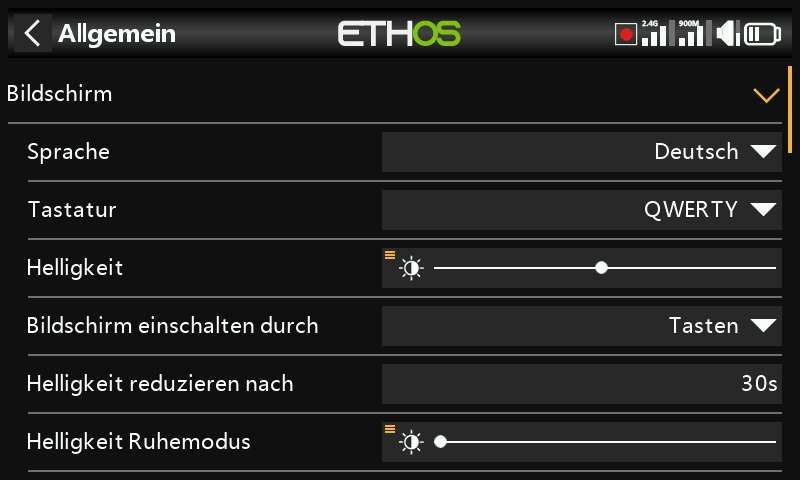 Allgemein
ETHOS
2.4G
900M
Bildschirm
Sprache
Deutsch
Tastatur
QWERTY
Helligkeit
Bildschirm einschalten durch
Tasten
Helligkeit reduzieren nach
30s
Helligkeit Ruhemodus